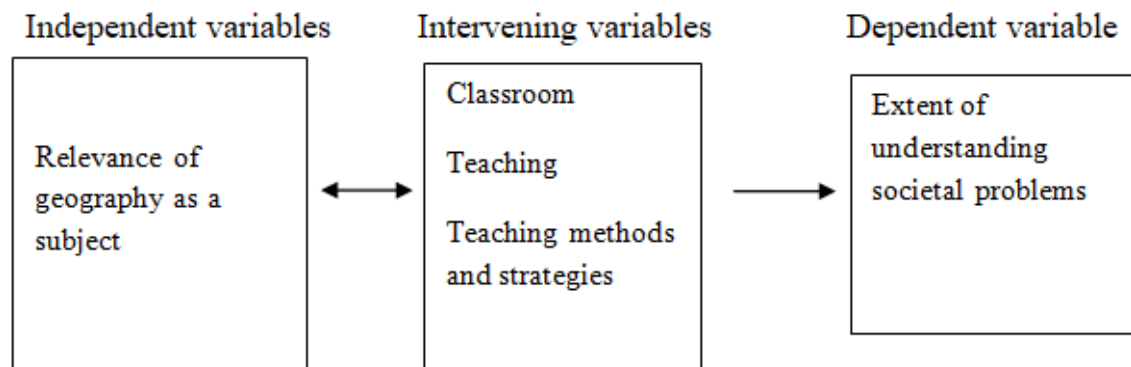 Independent variables
Intervening variables
Dependent variable
Relevance of
geography as a
subject
Classroom
Teaching
Teaching methods
and strategies
Extent of
understanding
societal problems